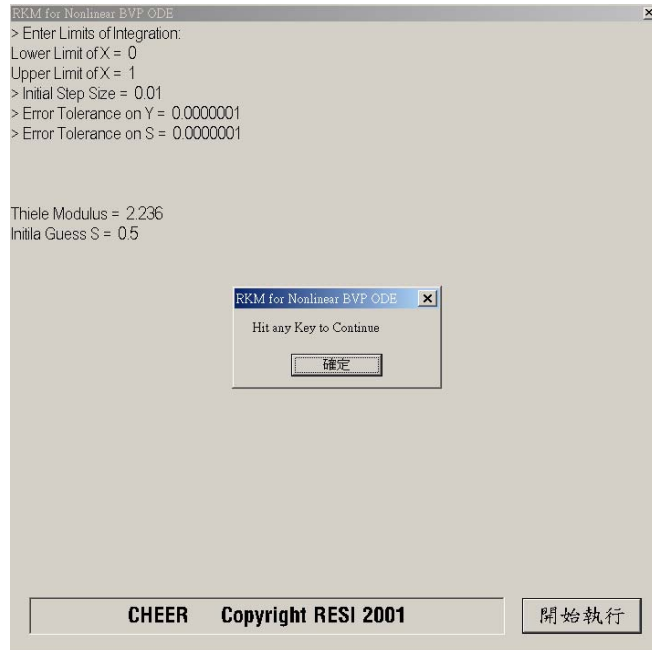 RKM for Nonlinear BVP ODE
> Enter Limits of Integration:
Lower Limit of X = 0
Upper Limit of X = 1
> Initial Step Size = 0.01
> Error Tolerance on Y = 0.0000001
> Error Tolerance on S = 0.0000001
Thiele Modulus = 2.236
Initila Guess S = 0.5
RKM for Nonlinear BVP ODE
Hit any Key to Continue
確定
CHEER Copyright RESI 2001
開始執行